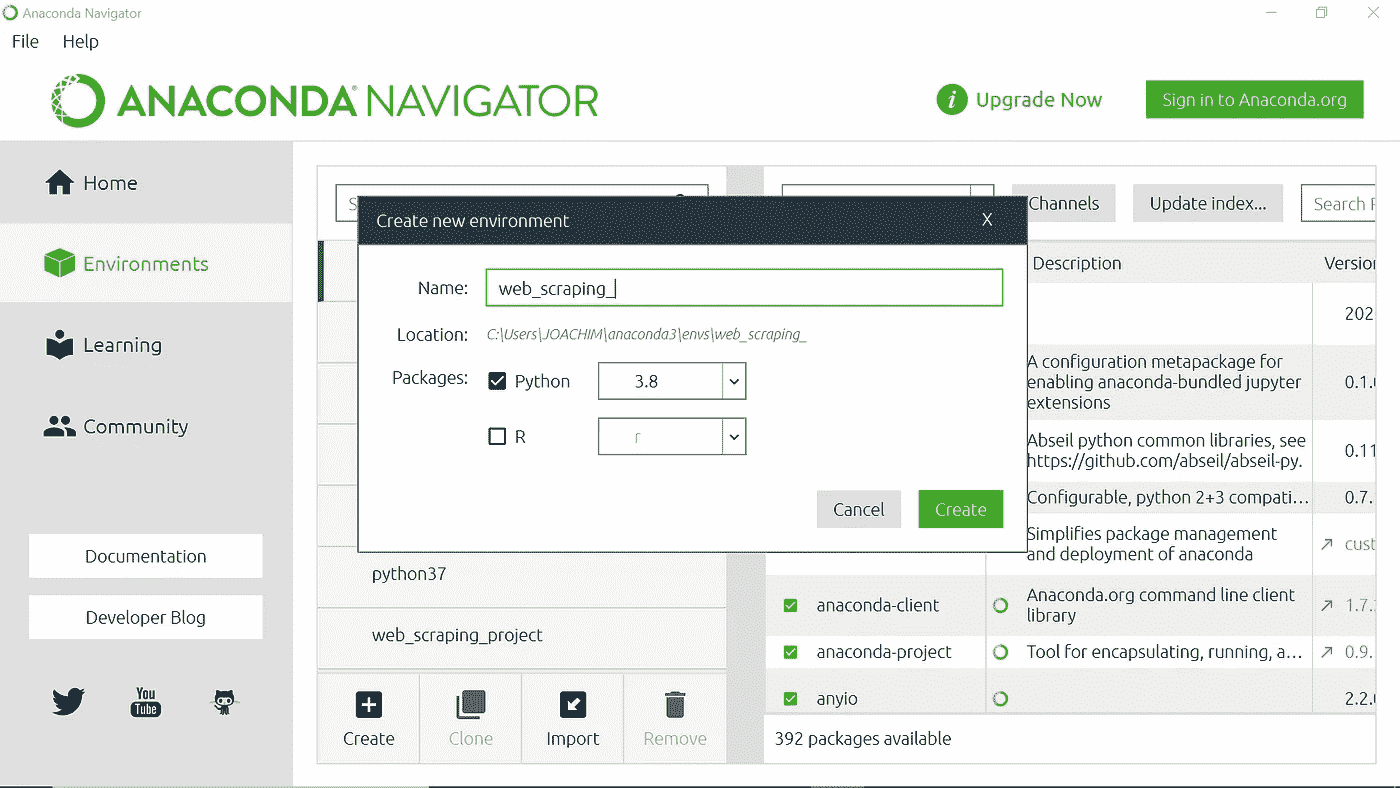 Anaconda Navigator
File Help
ANACONDA NAVIGATOR
i Upgrade Now
Sign in to Anaconda.org
Home
Environments
Learning
Community
Documentation
Developer Blog
You
Tube
Channels
Update index...
Search
Create new environment
X
Name: web_scraping_
Location: C:\Users\JOACHIM\anaconda3\envs\web_scraping_
Packages: Python 3.8
R r
Cancel
Create
python37
web_scraping_project
Create
Clone
Import
Remove
Description
202
A configuration metapackage for
enabling anaconda-bundled jupyter
extensions
0.1.
Abseil python common libraries, see
https://github.com/abseil/abseil-py.
0.11
Configurable, python 2+3 compati...
0.7.
Simplifies package management
and deployment of anaconda
cust
anaconda-client
Anaconda.org command line client
library
1.7.
anaconda-project
Tool for encapsulating, running, a...
0.9.
anyio
2.2.
392 packages available